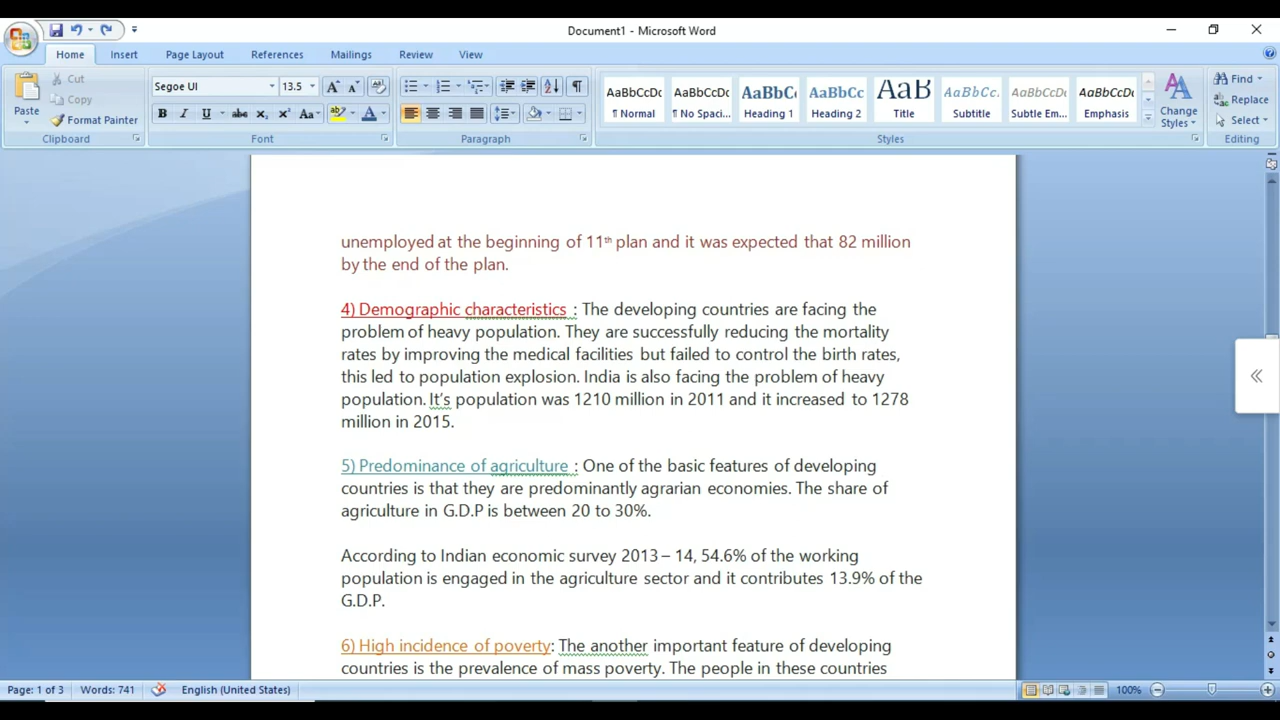 Document1 - Microsoft Word
Home Insert Page Layout References Mailings Review View
Paste
Cut
Copy
Format Painter
Clipboard
Segoe UI 13.5
Font
Paragraph
AaBbCcDc AaBbCcDc AaBbC AaBbCc AaB AaBbCc. AaBbCcDc AaBbCcDc
¶ Normal ¶ No Spaci... Heading 1 Heading 2 Title Subtitle Subtle Em... Emphasis
Change
Styles
Styles
Find
Replace
Select
Editing
unemployed at the beginning of 11th plan and it was expected that 82 million
by the end of the plan.
4) Demographic characteristics : The developing countries are facing the
problem of heavy population. They are successfully reducing the mortality
rates by improving the medical facilities but failed to control the birth rates,
this led to population explosion. India is also facing the problem of heavy
population. It’s population was 1210 million in 2011 and it increased to 1278
million in 2015.
5) Predominance of agriculture : One of the basic features of developing
countries is that they are predominantly agrarian economies. The share of
agriculture in G.D.P is between 20 to 30%.
According to Indian economic survey 2013 – 14, 54.6% of the working
population is engaged in the agriculture sector and it contributes 13.9% of the
G.D.P.
6) High incidence of poverty: The another important feature of developing
countries is the prevalence of mass poverty. The people in these countries
Page: 1 of 3 Words: 741 English (United States) 100%